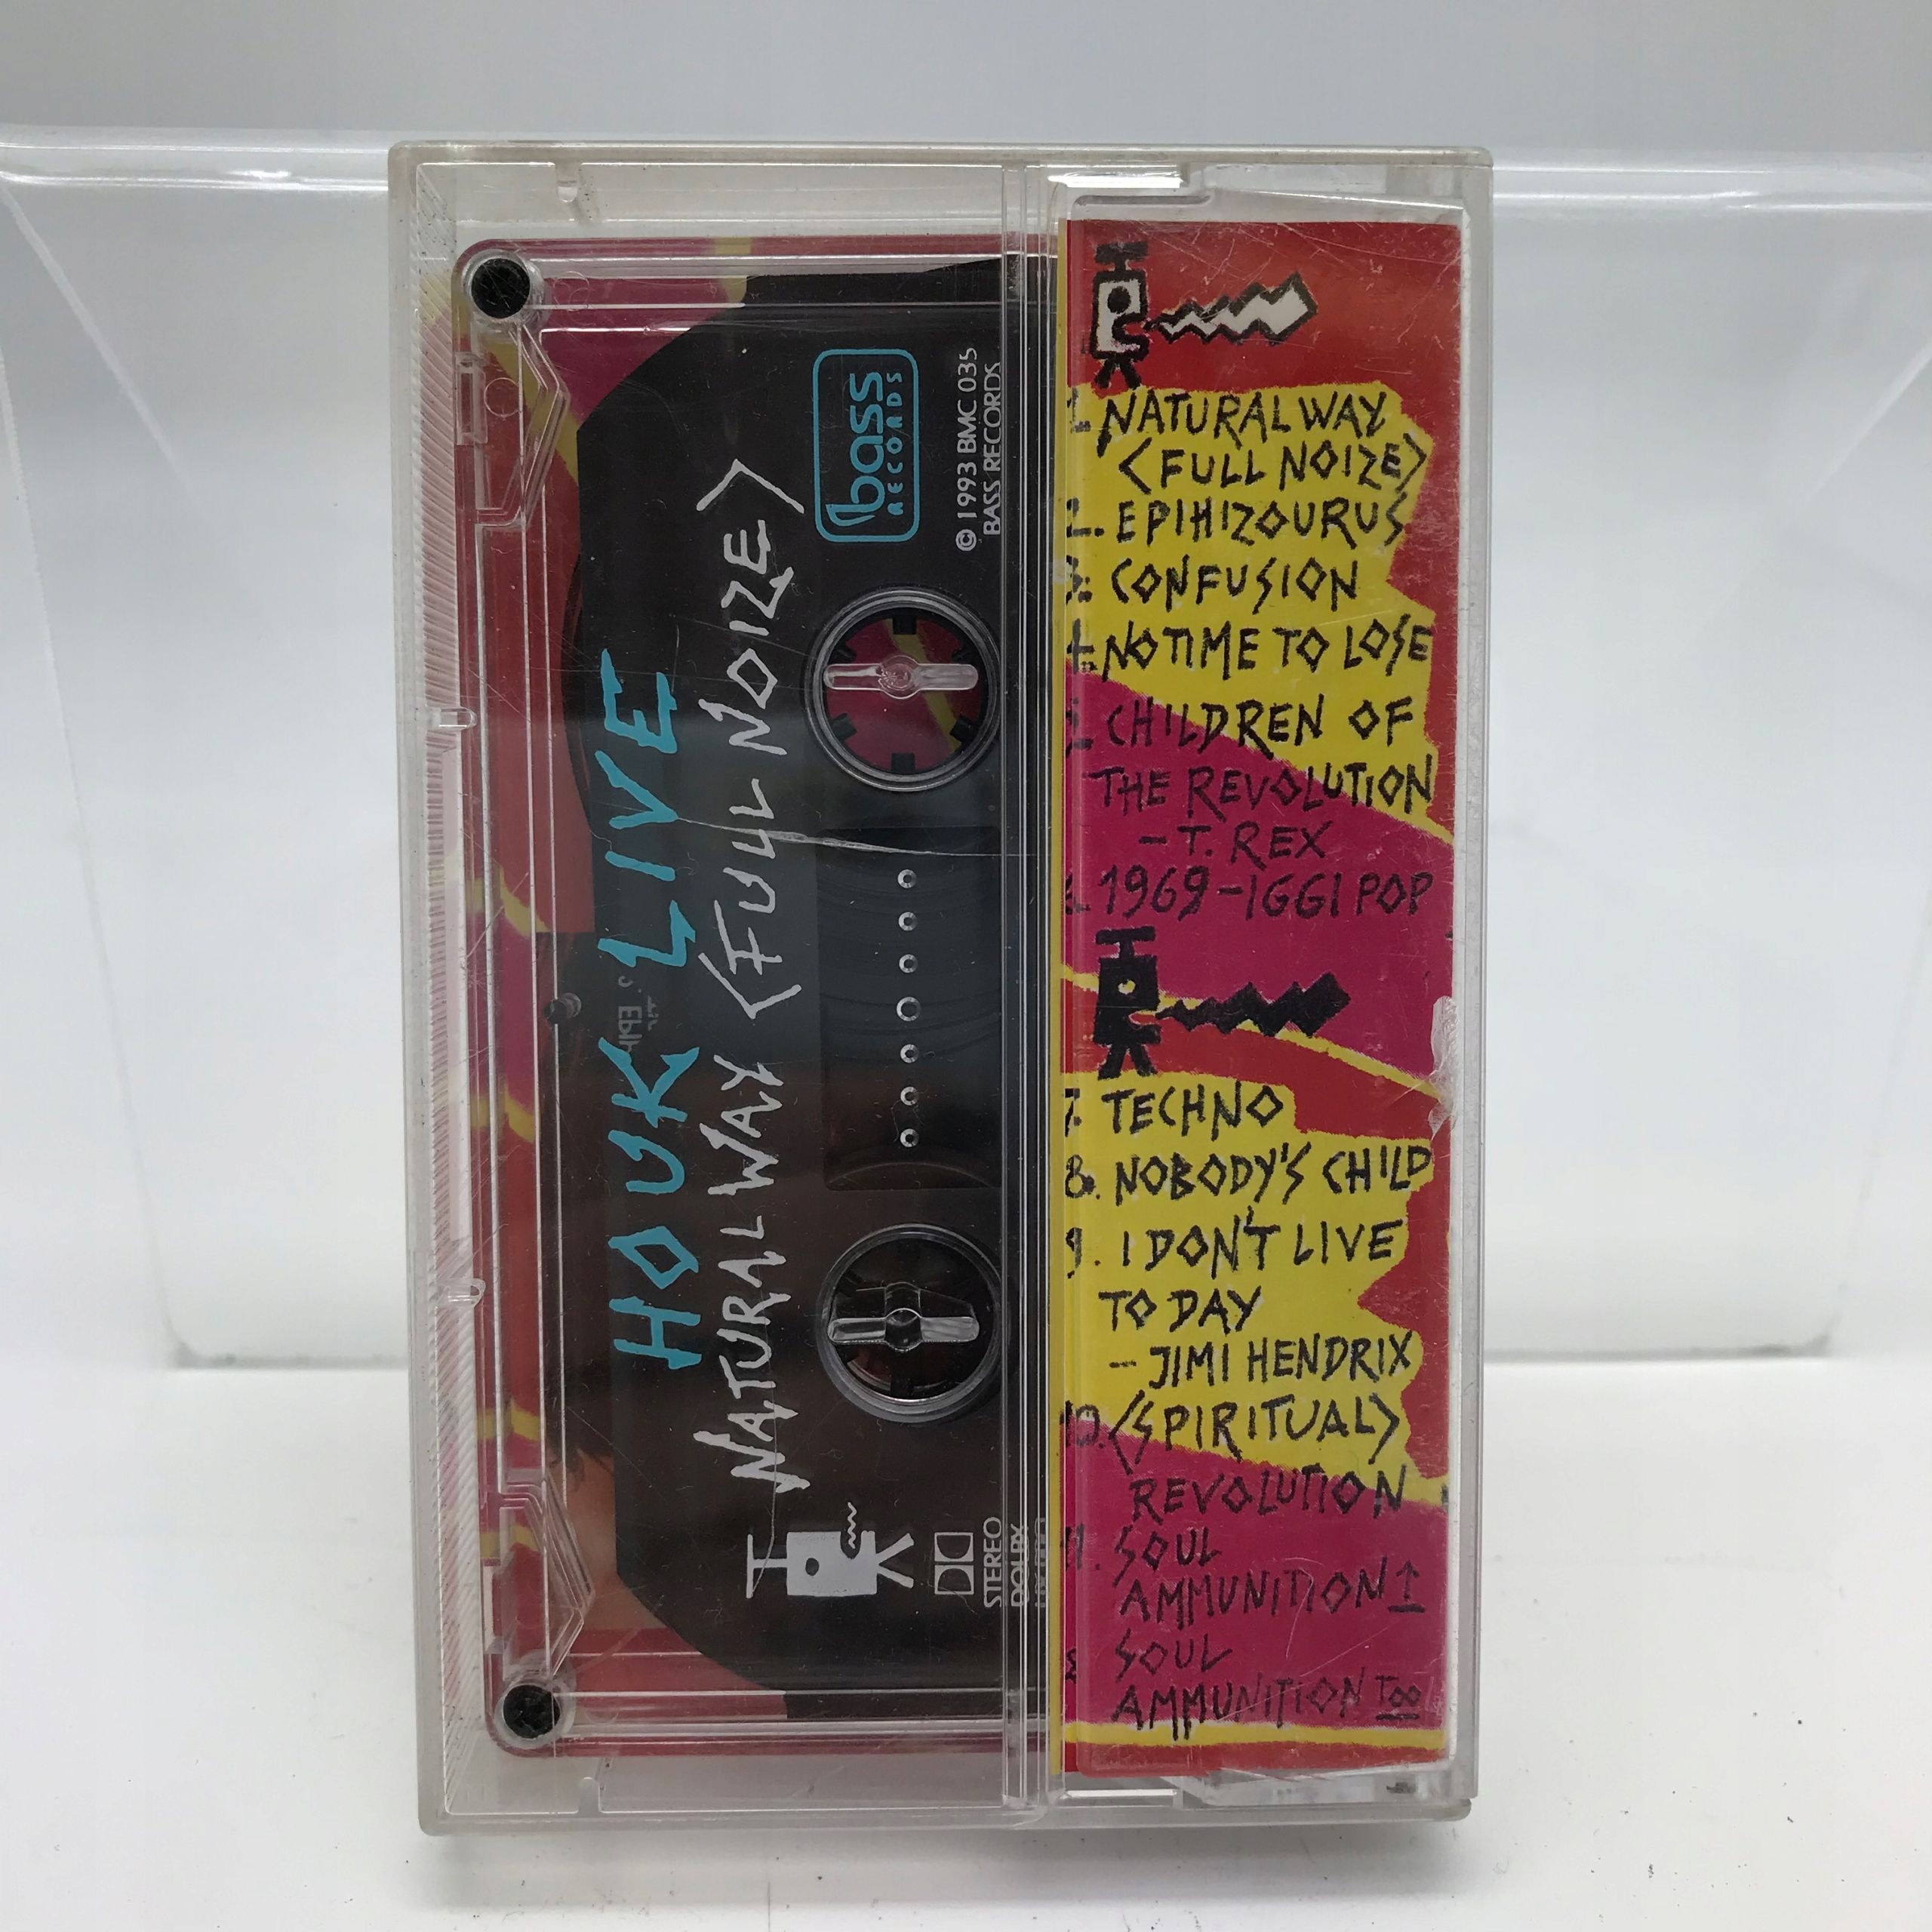 HOUK LIVE
NATURAL WAY <FULL NOIZE>
bass
RECORDS
© 1993 BMC 035
BASS RECORDS
STEREO
DOLBY
1. NATURAL WAY
<FULL NOIZE>
2. EPIHIZOURUS
3. CONFUSION
4. NO TIME TO LOSE
5. CHILDREN OF
THE REVOLUTION
- T. REX
6. 1969 - IGGI POP
7. TECHNO
8. NOBODY'S CHILD
9. I DON'T LIVE
TO DAY
- JIMI HENDRIX
10. <SPIRITUAL>
REVOLUTION
11. SOUL
AMMUNITION 1
SOUL
AMMUNITION TOO